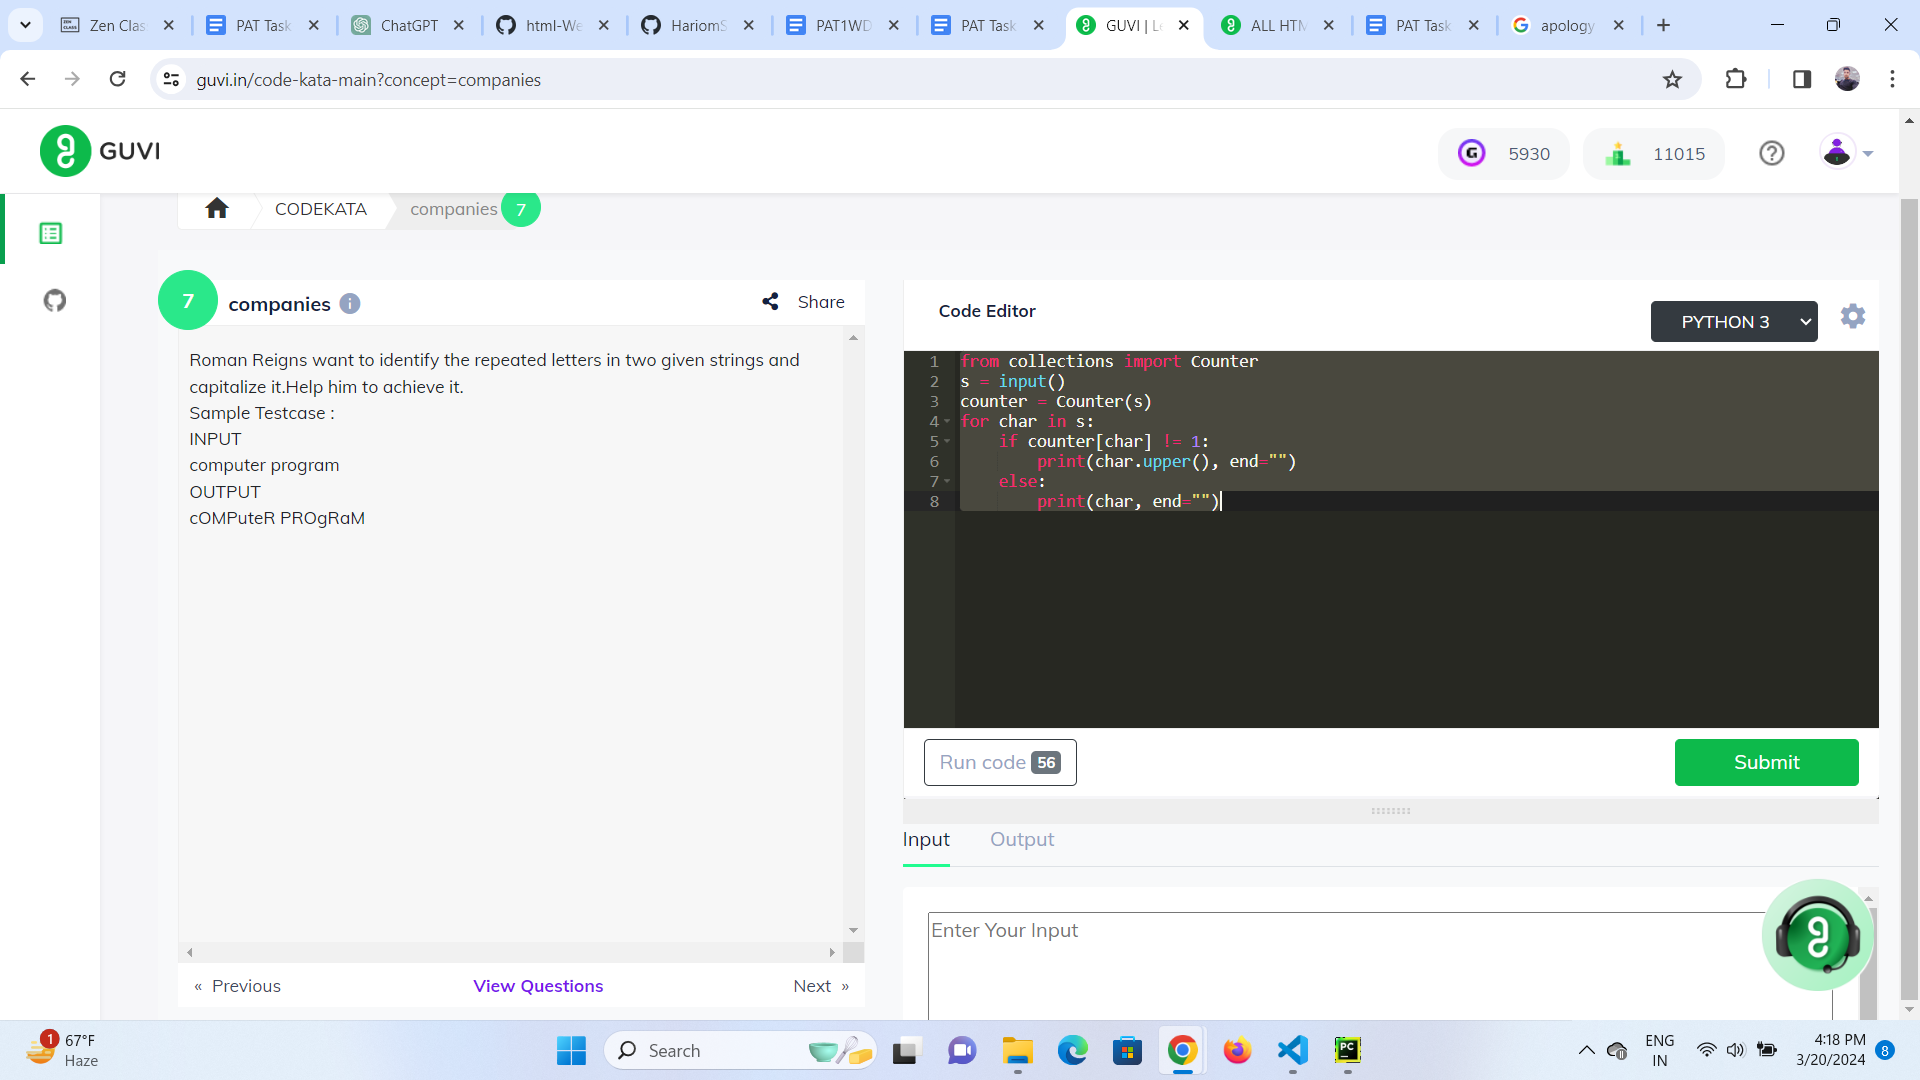 Zen Clas
PAT Task
ChatGPT
html-We
HariomS
PAT1WD
PAT Task
GUVI | Le
ALL HTM
PAT Task
apology
guvi.in/code-kata-main?concept=companies
GUVI
5930
11015
CODEKATA
companies 7
7 companies
Share
Roman Reigns want to identify the repeated letters in two given strings and
capitalize it.Help him to achieve it.
Sample Testcase :
INPUT
computer program
OUTPUT
cOMPuteR PROgRaM
« Previous
View Questions
Next »
Code Editor
PYTHON 3
1 from collections import Counter
2 s = input()
3 counter = Counter(s)
4 for char in s:
5     if counter[char] != 1:
6         print(char.upper(), end="")
7     else:
8         print(char, end="")
Run code 56
Submit
Input
Output
Enter Your Input
1
67°F
Haze
Search
ENG
IN
4:18 PM
3/20/2024
8